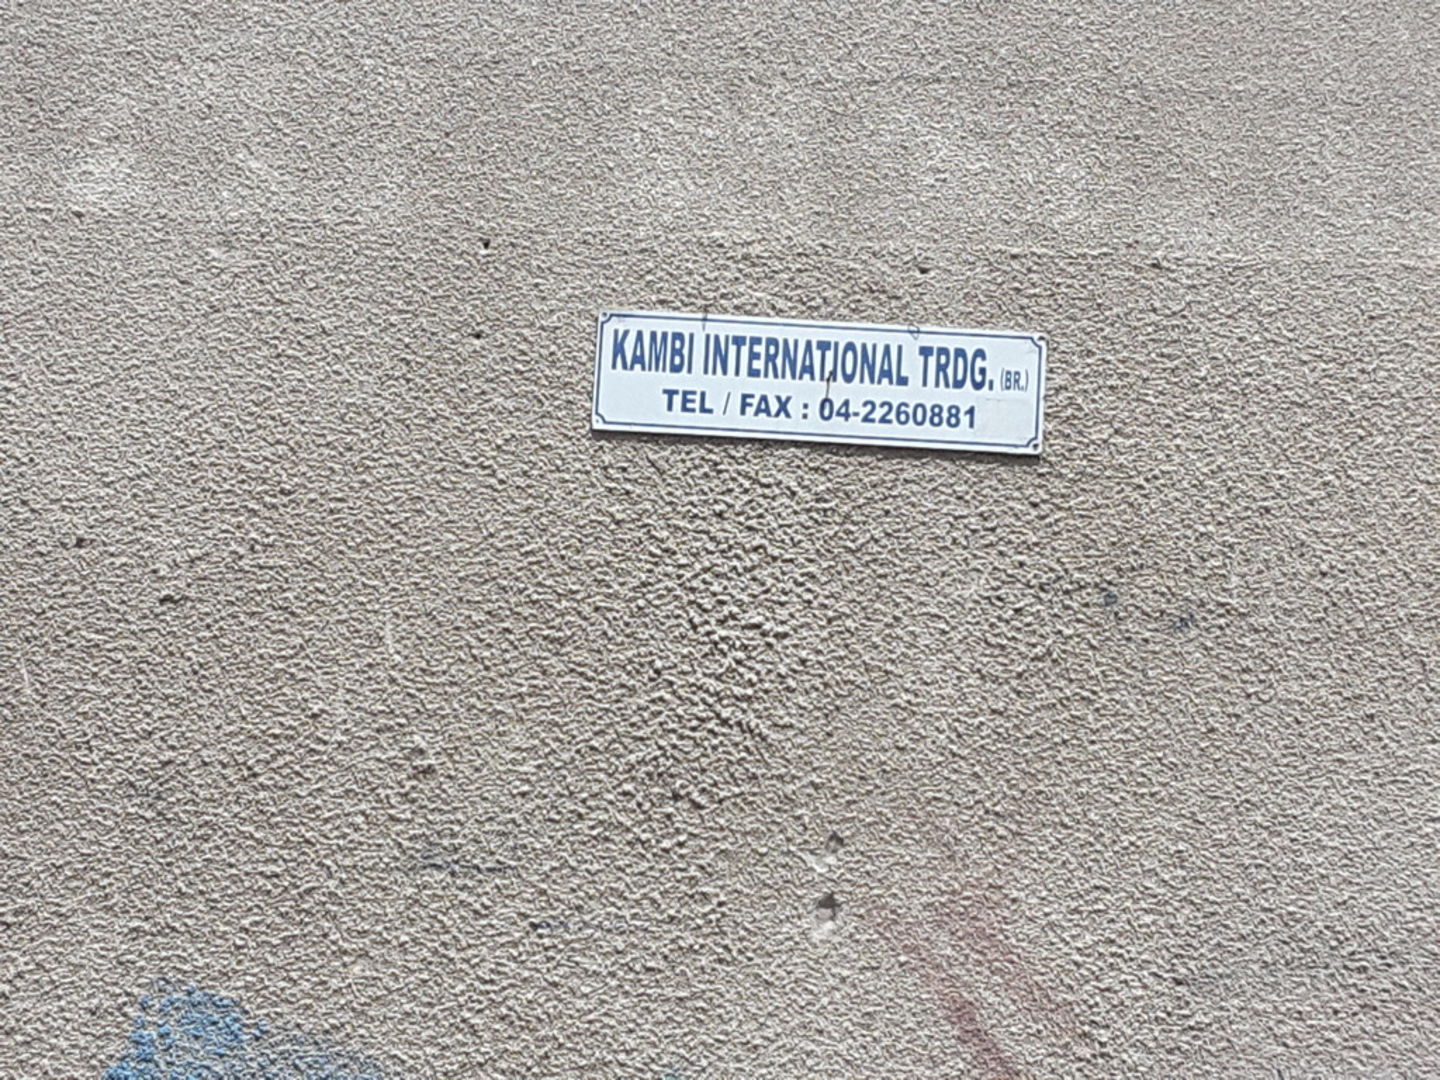 KAMBI INTERNATIONAL TRDG. (BR.)
TEL / FAX : 04-2260881